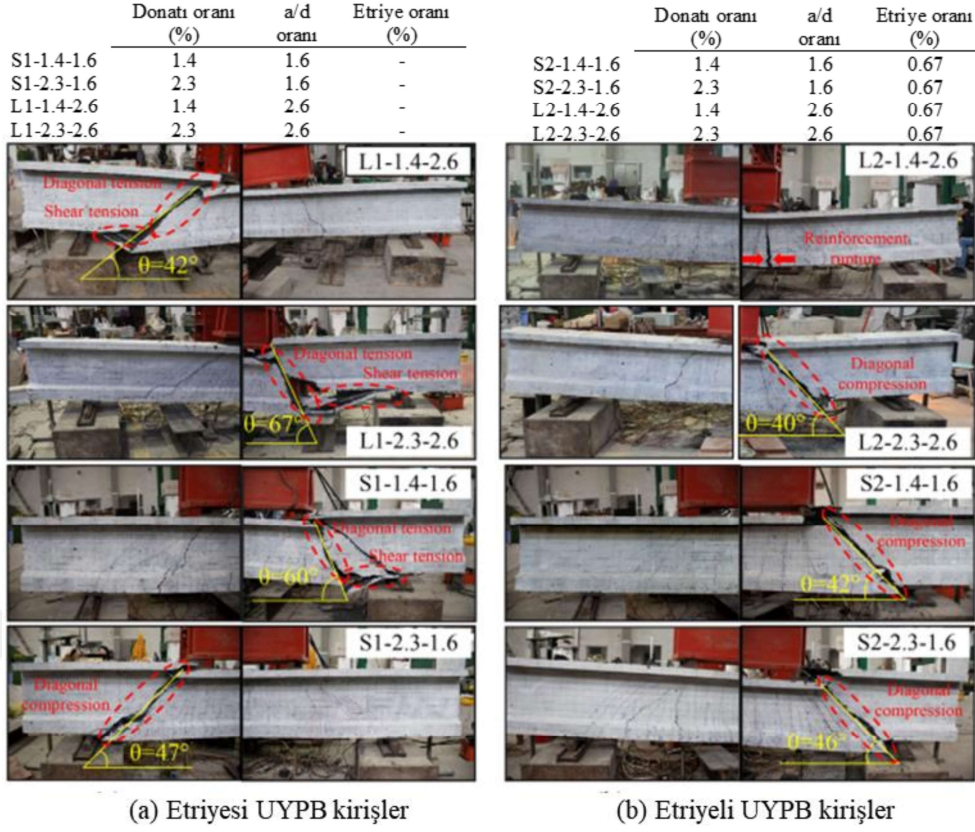 Donatı oranı (%) a/d oranı Etriye oranı (%)
S1-1.4-1.6 1.4 1.6 -
S1-2.3-1.6 2.3 1.6 -
L1-1.4-2.6 1.4 2.6 -
L1-2.3-2.6 2.3 2.6 -
Donatı oranı (%) a/d oranı Etriye oranı (%)
S2-1.4-1.6 1.4 1.6 0.67
S2-2.3-1.6 2.3 1.6 0.67
L2-1.4-2.6 1.4 2.6 0.67
L2-2.3-2.6 2.3 2.6 0.67
L1-1.4-2.6
Diagonal tension
Shear tension
θ=42°
Diagonal tension
Shear tension
θ=67°
L1-2.3-2.6
S1-1.4-1.6
Diagonal tension
Shear tension
θ=60°
S1-2.3-1.6
Diagonal
compression
θ=47°
(a) Etriyesi UYPB kirişler
L2-1.4-2.6
Reinforcement
rupture
Diagonal
compression
θ=40°
L2-2.3-2.6
S2-1.4-1.6
Diagonal
compression
θ=42°
S2-2.3-1.6
Diagonal
compression
θ=46°
(b) Etriyeli UYPB kirişler